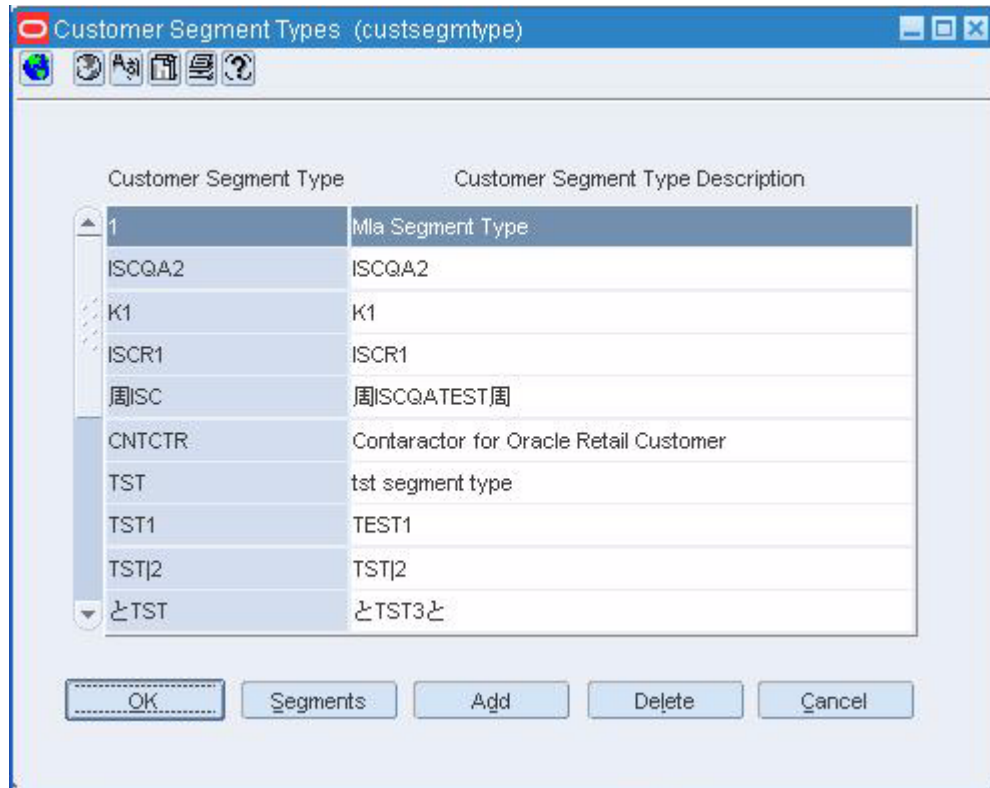 Customer Segment Types (custsegmtype)
Customer Segment Type Customer Segment Type Description
1 Mla Segment Type
ISCQA2 ISCQA2
K1 K1
ISCR1 ISCR1
周ISC 周ISCQATEST周
CNTCTR Contaractor for Oracle Retail Customer
TST tst segment type
TST1 TEST1
TST|2 TST|2
とTST とTST3と
OK Segments Add Delete Cancel